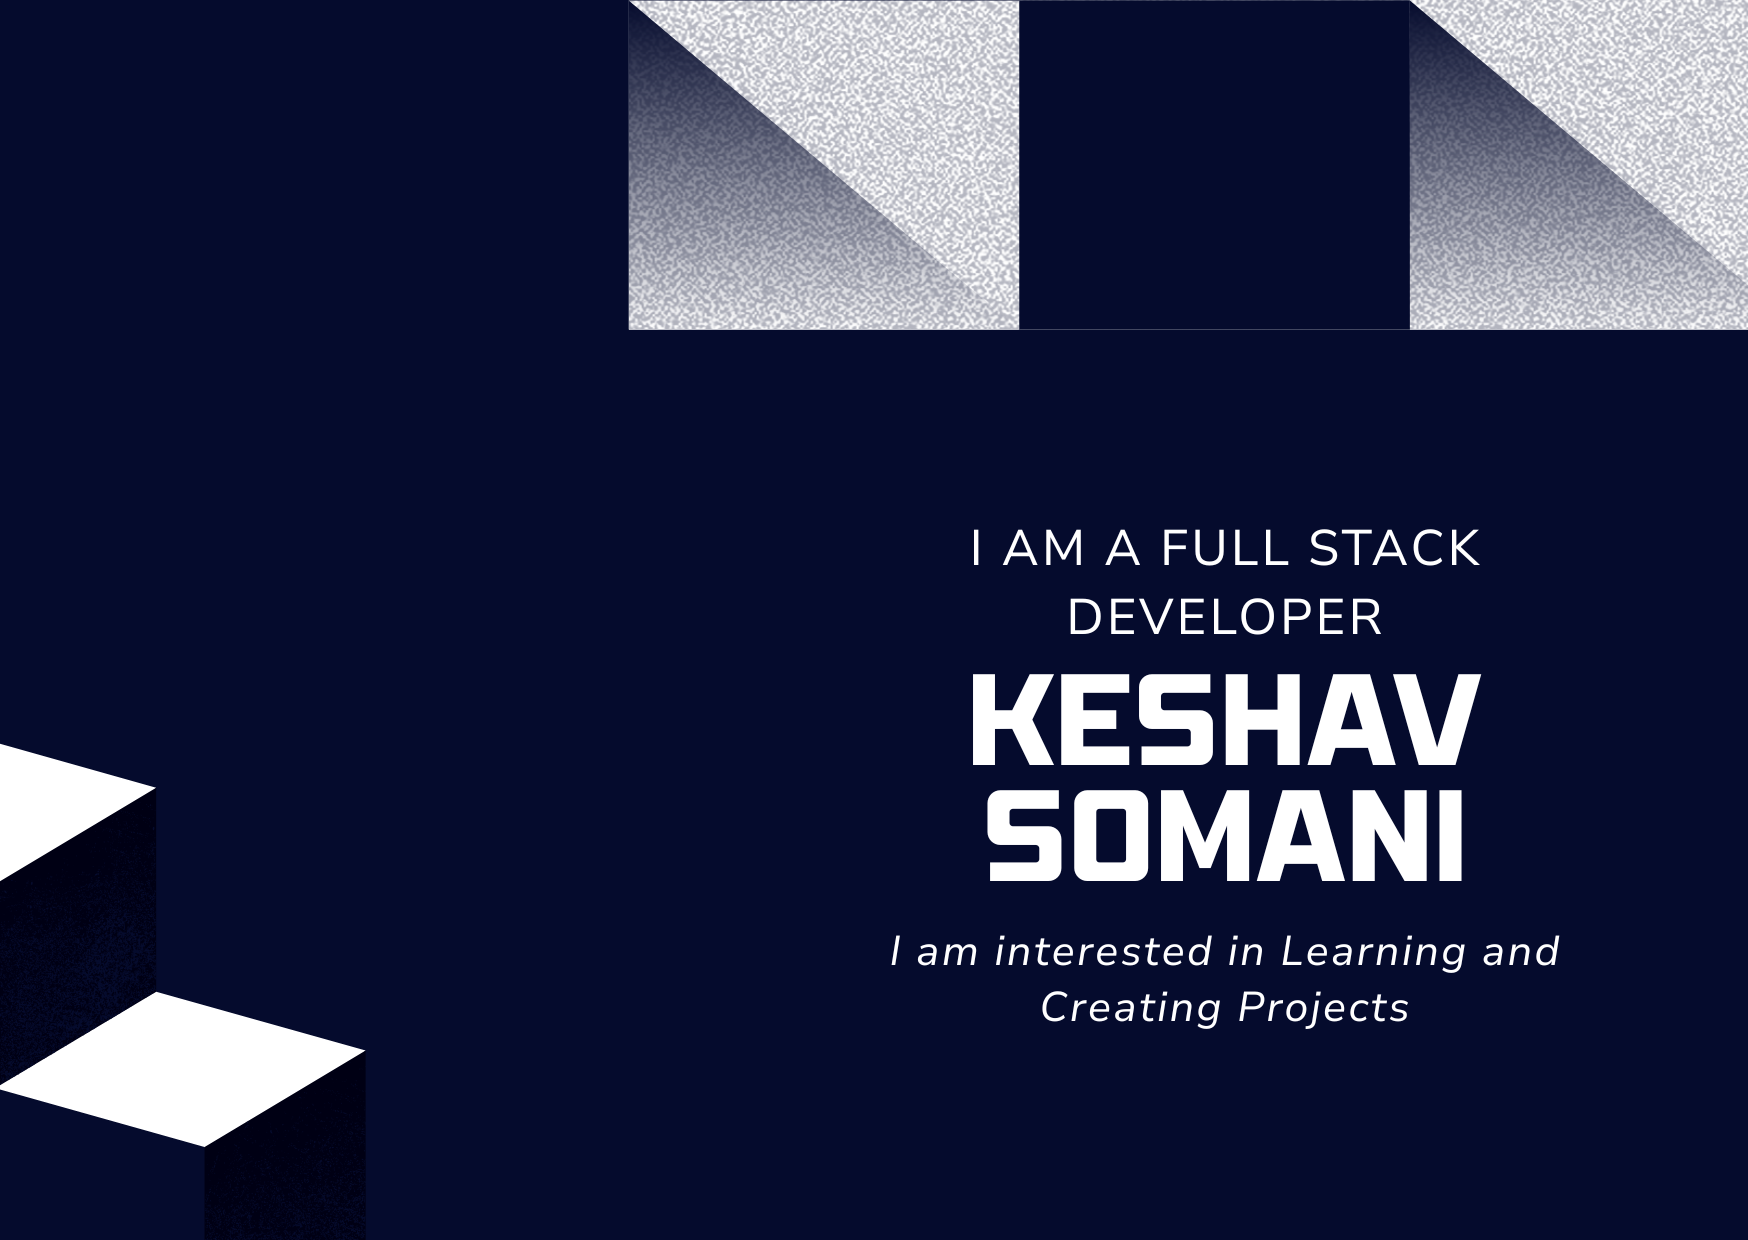 I AM A FULL STACK
DEVELOPER
KESHAV
SOMANI
I am interested in Learning and
Creating Projects